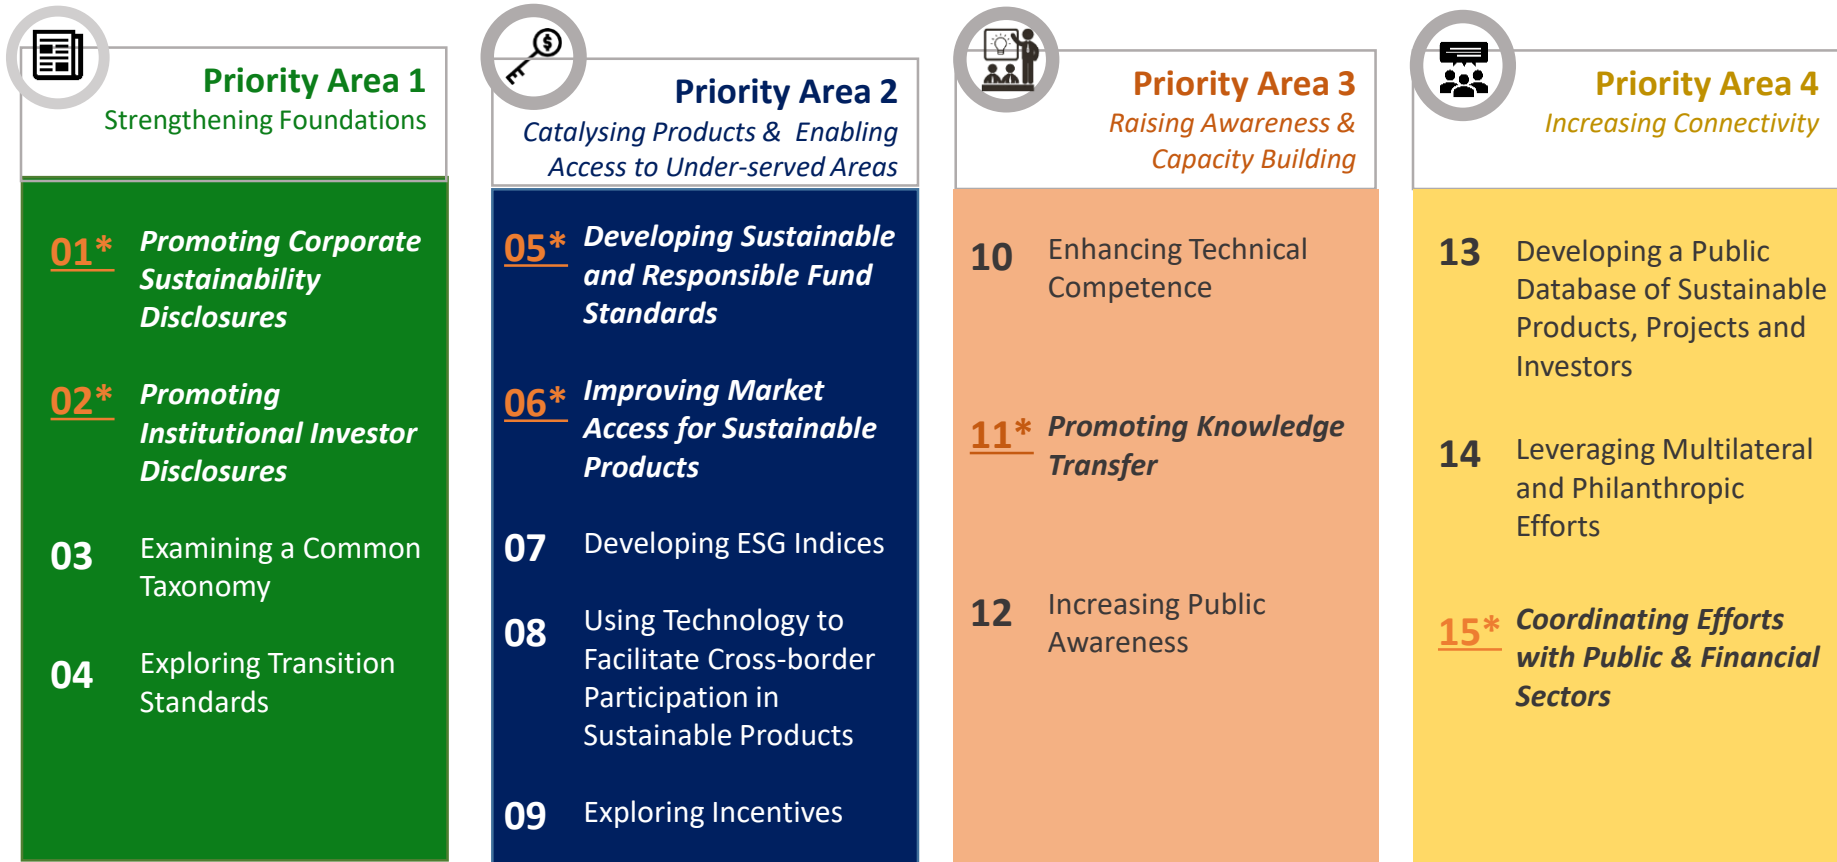 Priority Area 1
Strengthening Foundations
01*
Promoting Corporate
Sustainability
Disclosures
02*
Promoting
Institutional Investor
Disclosures
03
Examining a Common
Taxonomy
04
Exploring Transition
Standards
Priority Area 2
Catalysing Products & Enabling
Access to Under-served Areas
05*
Developing Sustainable
and Responsible Fund
Standards
06*
Improving Market
Access for Sustainable
Products
07
Developing ESG Indices
08
Using Technology to
Facilitate Cross-border
Participation in
Sustainable Products
09
Exploring Incentives
Priority Area 3
Raising Awareness &
Capacity Building
10
Enhancing Technical
Competence
11*
Promoting Knowledge
Transfer
12
Increasing Public
Awareness
Priority Area 4
Increasing Connectivity
13
Developing a Public
Database of Sustainable
Products, Projects and
Investors
14
Leveraging Multilateral
and Philanthropic
Efforts
15*
Coordinating Efforts
with Public & Financial
Sectors